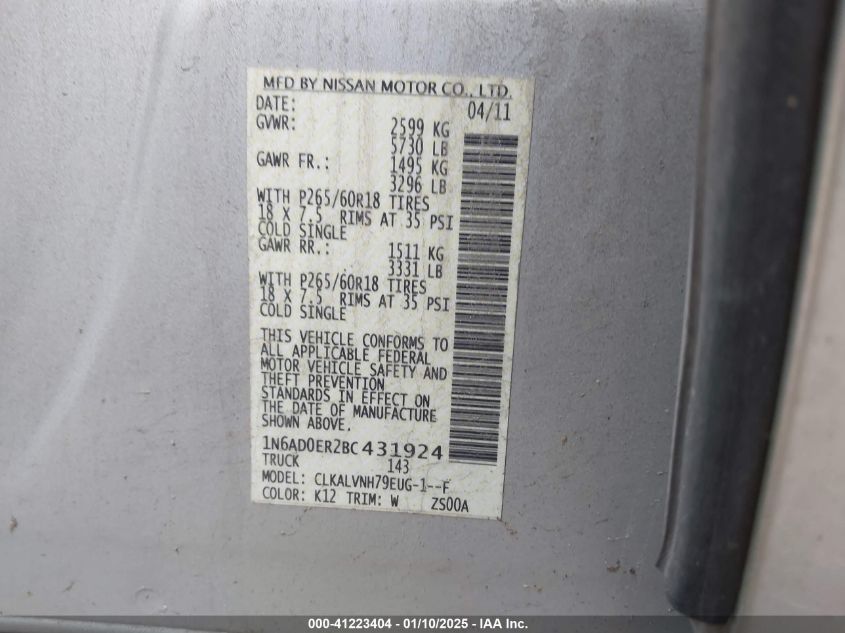 MFD BY NISSAN MOTOR CO., LTD.
DATE: 04/11
GVWR: 2599 KG
5730 LB
GAWR FR.: 1495 KG
3296 LB
WITH P265/60R18 TIRES
18 X 7.5 RIMS AT 35 PSI
COLD SINGLE
GAWR RR.: 1511 KG
3331 LB
WITH P265/60R18 TIRES
18 X 7.5 RIMS AT 35 PSI
COLD SINGLE
THIS VEHICLE CONFORMS TO
ALL APPLICABLE FEDERAL
MOTOR VEHICLE SAFETY AND
THEFT PREVENTION
STANDARDS IN EFFECT ON
THE DATE OF MANUFACTURE
SHOWN ABOVE.
1N6AD0ER2BC431924
TRUCK 143
MODEL: CLKALVNH79EUG-1--F
COLOR: K12 TRIM: W ZS00A
000-41223404 - 01/10/2025 - IAA Inc.